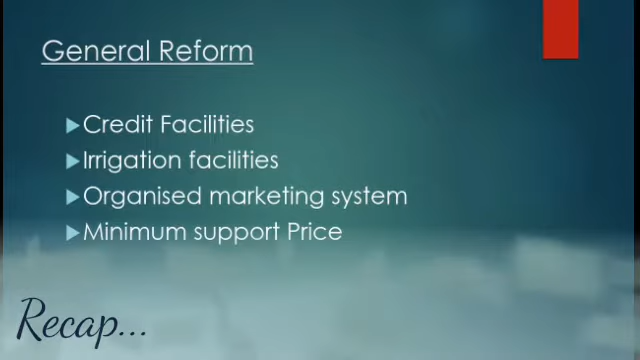 General Reform
Credit Facilities
Irrigation facilities
Organised marketing system
Minimum support Price
Recap...